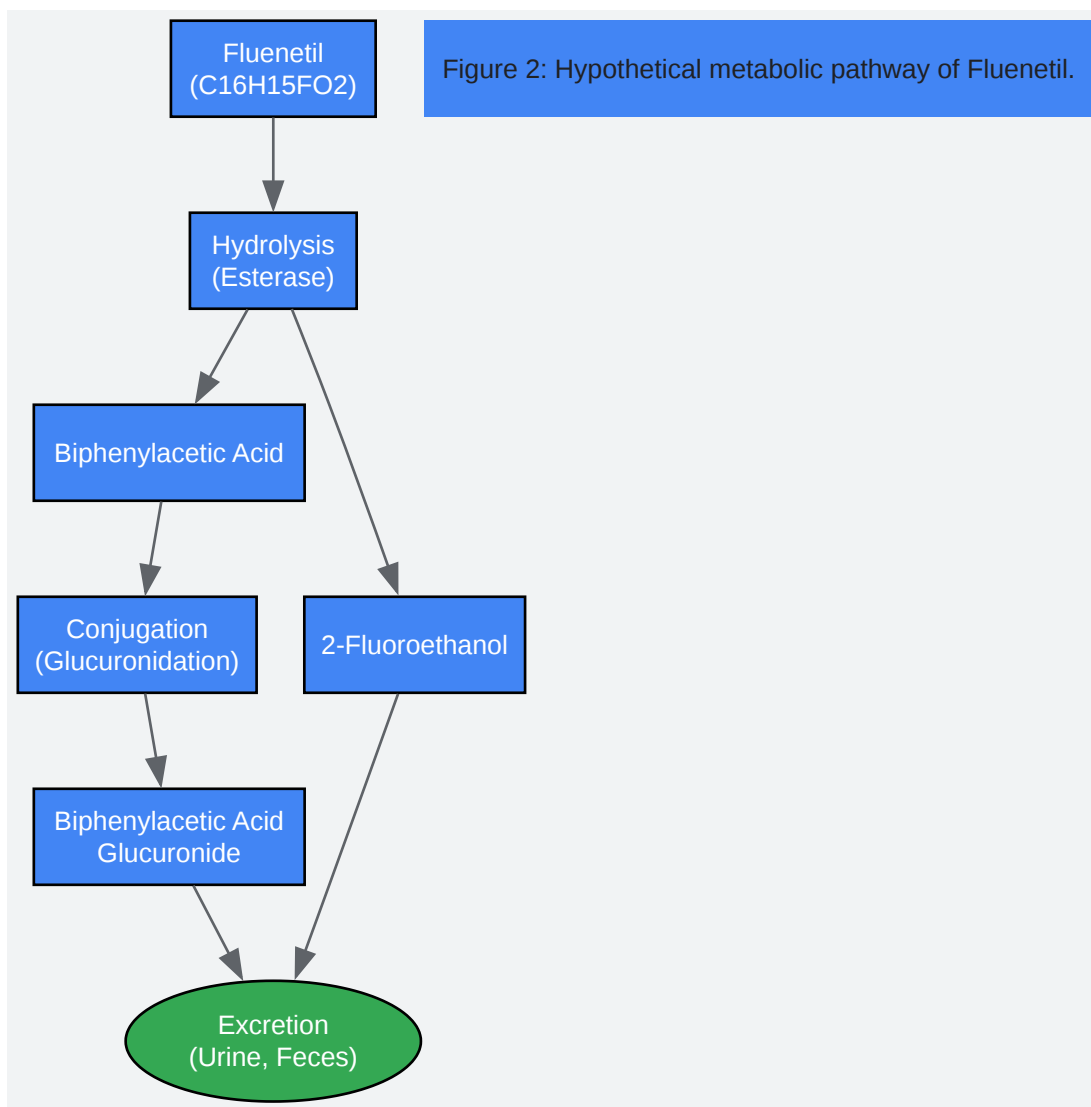 Fluenetil
(C16H15FO2)
Figure 2: Hypothetical metabolic pathway of Fluenetil.
Hydrolysis
(Esterase)
Biphenylacetic Acid
Conjugation
(Glucuronidation)
2-Fluoroethanol
Biphenylacetic Acid
Glucuronide
Excretion
(Urine, Feces)